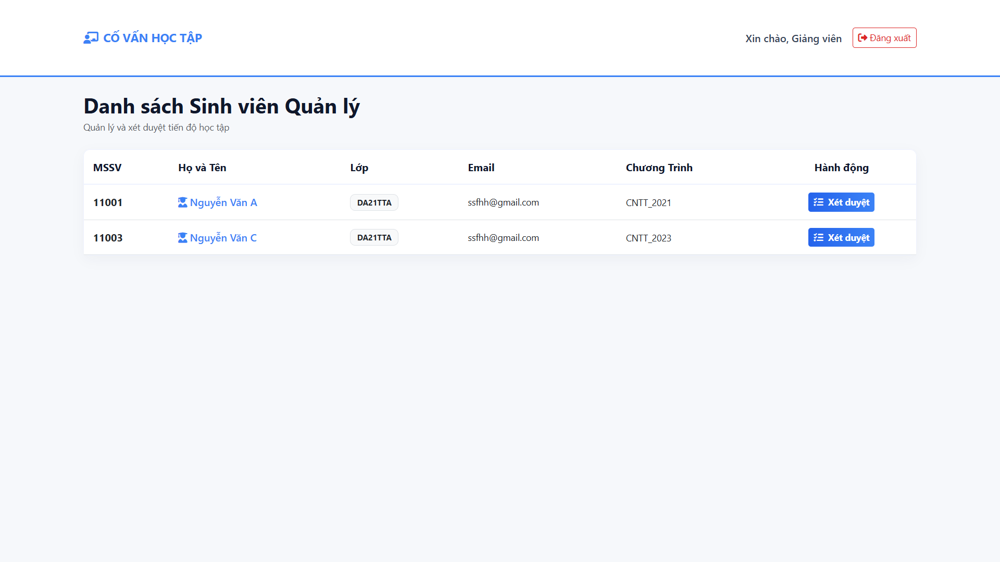 CỐ VẤN HỌC TẬP
Xin chào, Giảng viên
Đăng xuất
Danh sách Sinh viên Quản lý
Quản lý và xét duyệt tiến độ học tập
MSSV Họ và Tên Lớp Email Chương Trình Hành động
11001 Nguyễn Văn A DA21TTA ssfhh@gmail.com CNTT_2021 Xét duyệt
11003 Nguyễn Văn C DA21TTA ssfhh@gmail.com CNTT_2023 Xét duyệt